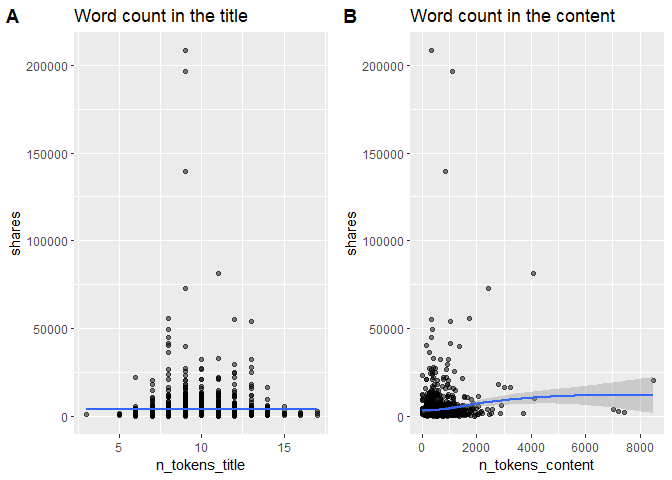 A Word count in the title
200000
150000
100000
50000
0
shares
5 10 15
n_tokens_title
B Word count in the content
200000
150000
100000
50000
0
shares
0 2000 4000 6000 8000
n_tokens_content